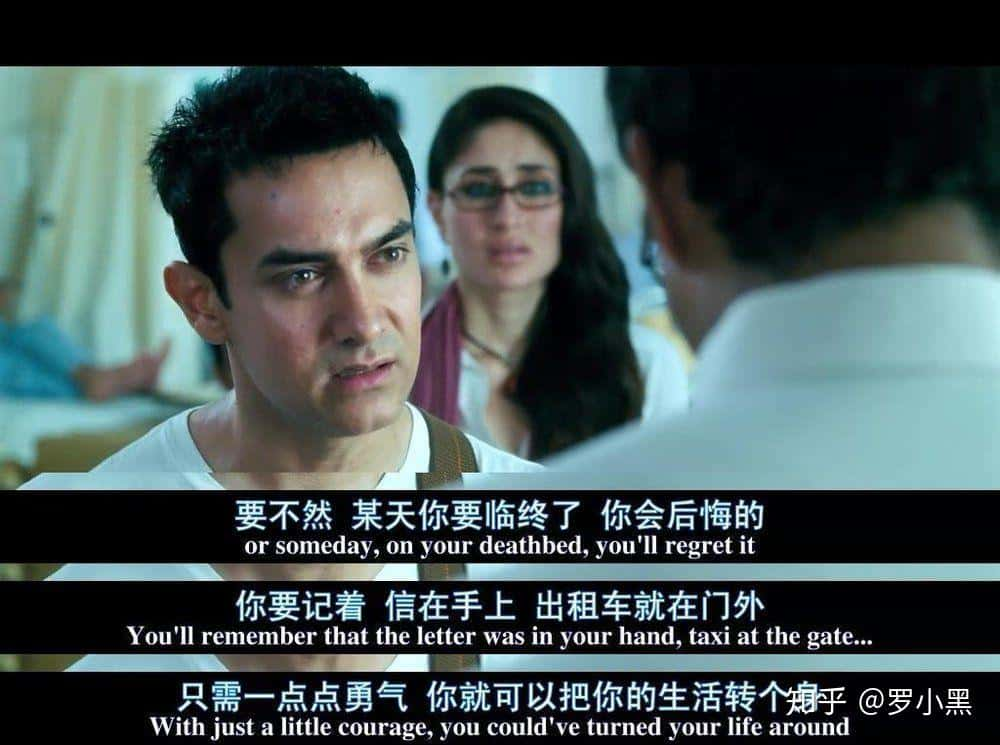 要不然 某天你要临终了 你会后悔的
or someday, on your deathbed, you'll regret it
你要记着 信在手上 出租车就在门外
You'll remember that the letter was in your hand, taxi at the gate...
只需一点点勇气 你就可以把你的生活转个身
With just a little courage, you could've turned your life around
知乎 @罗小黑